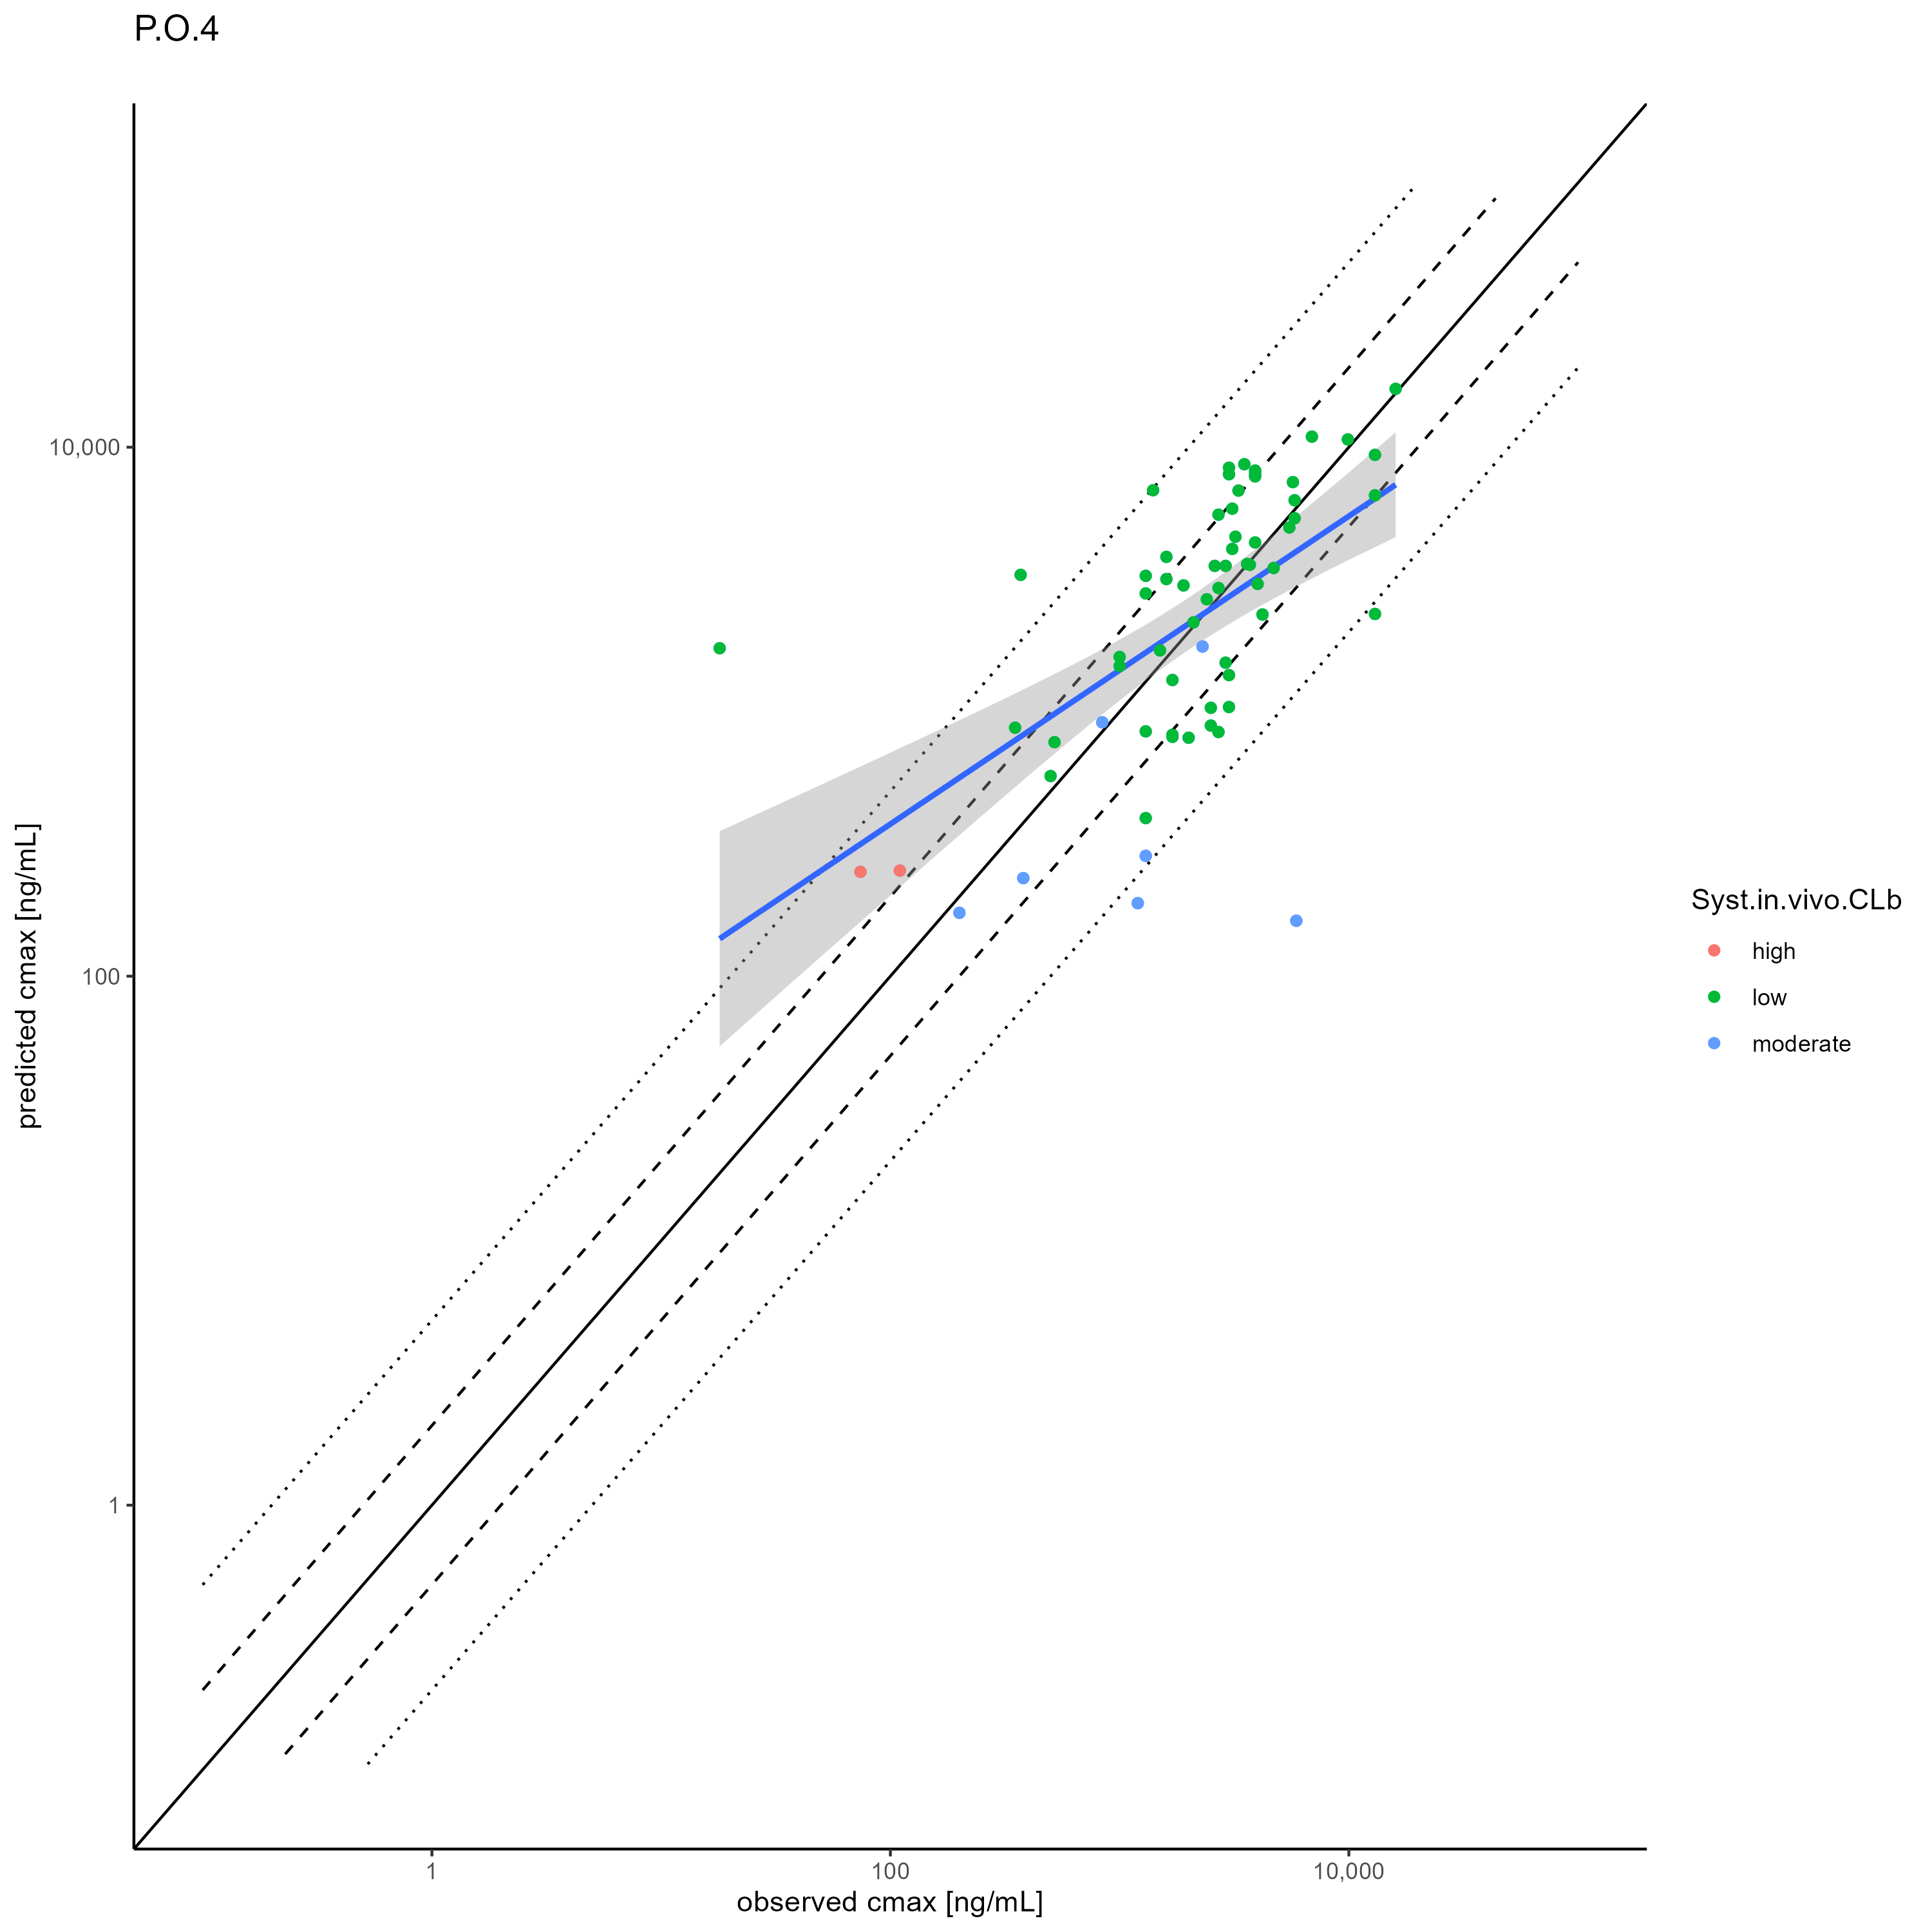 P.O.4
predicted cmax [ng/mL]
10,000
100
1
1
100
10,000
observed cmax [ng/mL]
Syst.in.vivo.CLb
high
low
moderate